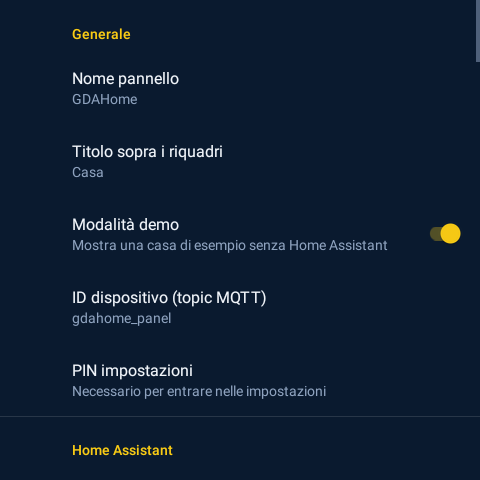 Generale
Nome pannello
GDAHome
Titolo sopra i riquadri
Casa
Modalità demo
Mostra una casa di esempio senza Home Assistant
ID dispositivo (topic MQTT)
gdahome_panel
PIN impostazioni
Necessario per entrare nelle impostazioni
Home Assistant